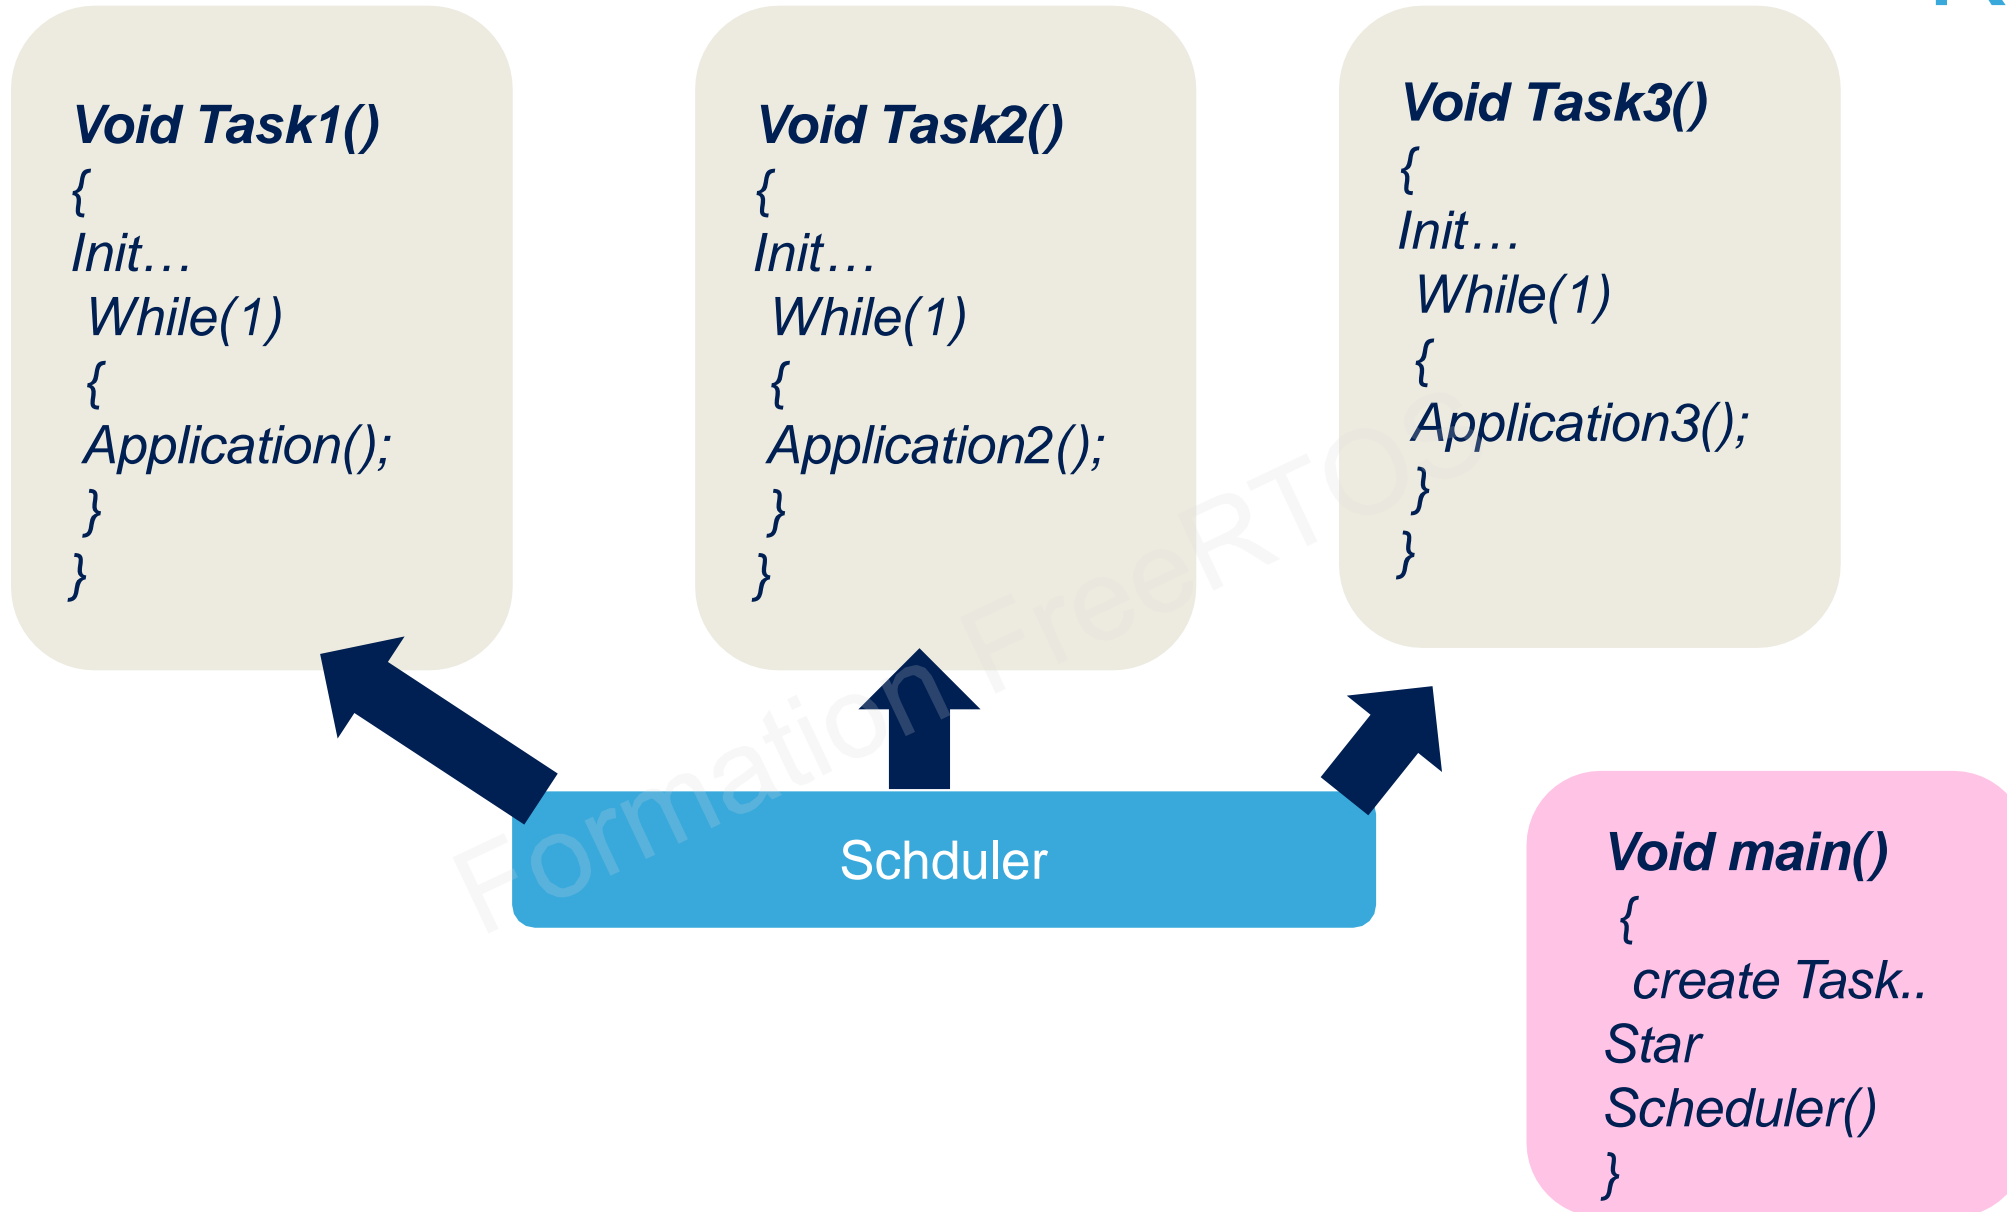 Void Task1()
{
Init…
While(1)
{
Application();
}
}
Void Task2()
{
Init…
While(1)
{
Application2();
}
}
Void Task3()
{
Init…
While(1)
{
Application3();
}
}
Formation FreeRTOS
Schduler
Void main()
{
create Task..
Star
Scheduler()
}